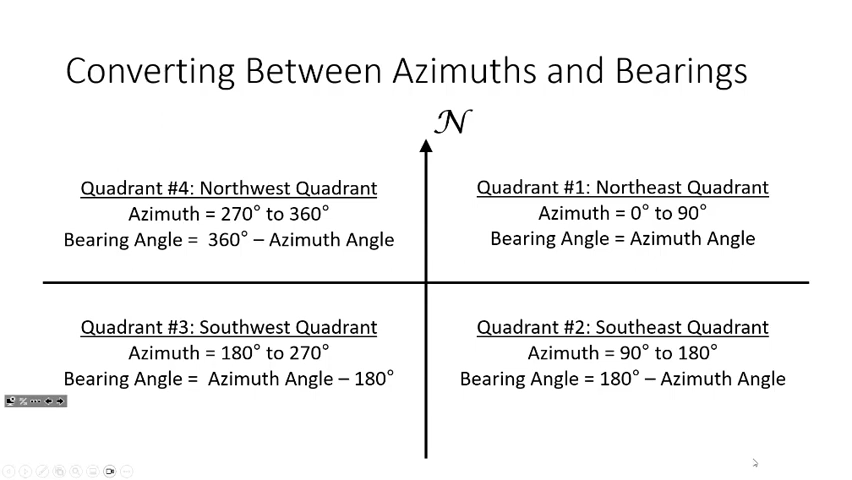 Converting Between Azimuths and Bearings
N
Quadrant #4: Northwest Quadrant
Azimuth = 270° to 360°
Bearing Angle = 360° – Azimuth Angle
Quadrant #1: Northeast Quadrant
Azimuth = 0° to 90°
Bearing Angle = Azimuth Angle
Quadrant #3: Southwest Quadrant
Azimuth = 180° to 270°
Bearing Angle = Azimuth Angle – 180°
Quadrant #2: Southeast Quadrant
Azimuth = 90° to 180°
Bearing Angle = 180° – Azimuth Angle